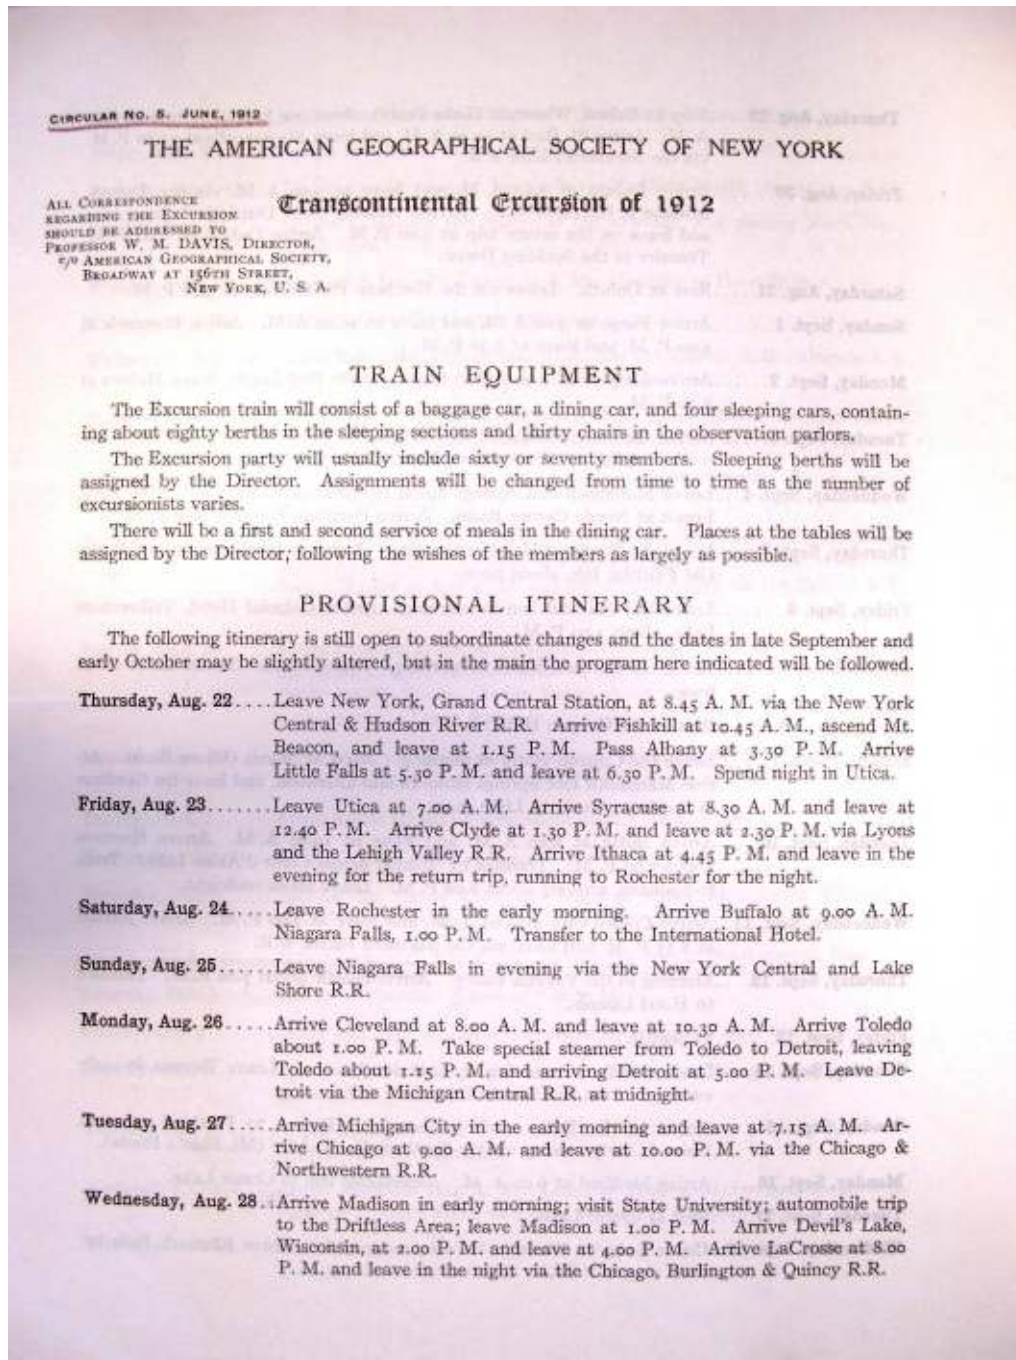 CIRCULAR NO. 5. JUNE, 1912
THE AMERICAN GEOGRAPHICAL SOCIETY OF NEW YORK
ALL CORRESPONDENCE
REGARDING THE EXCURSION
SHOULD BE ADDRESSED TO
PROFESSOR W. M. DAVIS, DIRECTOR,
c/o AMERICAN GEOGRAPHICAL SOCIETY,
BROADWAY AT 156TH STREET,
NEW YORK, U. S. A.
Transcontinental Excursion of 1912
TRAIN EQUIPMENT
The Excursion train will consist of a baggage car, a dining car, and four sleeping cars, contain-
ing about eighty berths in the sleeping sections and thirty chairs in the observation parlors.
The Excursion party will usually include sixty or seventy members. Sleeping berths will be
assigned by the Director. Assignments will be changed from time to time as the number of
excursionists varies.
There will be a first and second service of meals in the dining car. Places at the tables will be
assigned by the Director, following the wishes of the members as largely as possible.
PROVISIONAL ITINERARY
The following itinerary is still open to subordinate changes and the dates in late September and
early October may be slightly altered, but in the main the program here indicated will be followed.
Thursday, Aug. 22....Leave New York, Grand Central Station, at 8.45 A. M. via the New York
Central & Hudson River R.R. Arrive Fishkill at 10.45 A. M., ascend Mt.
Beacon, and leave at 1.15 P. M. Pass Albany at 3.30 P. M. Arrive
Little Falls at 5.30 P. M. and leave at 6.30 P. M. Spend night in Utica.
Friday, Aug. 23.......Leave Utica at 7.00 A. M. Arrive Syracuse at 8.30 A. M. and leave at
12.40 P. M. Arrive Clyde at 1.30 P. M. and leave at 2.30 P. M. via Lyons
and the Lehigh Valley R.R. Arrive Ithaca at 4.45 P. M. and leave in the
evening for the return trip, running to Rochester for the night.
Saturday, Aug. 24.....Leave Rochester in the early morning. Arrive Buffalo at 9.00 A. M.
Niagara Falls, 1.00 P. M. Transfer to the International Hotel.
Sunday, Aug. 25......Leave Niagara Falls in evening via the New York Central and Lake
Shore R.R.
Monday, Aug. 26.....Arrive Cleveland at 8.00 A. M. and leave at 10.30 A. M. Arrive Toledo
about 1.00 P. M. Take special steamer from Toledo to Detroit, leaving
Toledo about 1.15 P. M. and arriving Detroit at 5.00 P. M. Leave De-
troit via the Michigan Central R.R. at midnight.
Tuesday, Aug. 27.....Arrive Michigan City in the early morning and leave at 7.15 A. M. Ar-
rive Chicago at 9.00 A. M. and leave at 10.00 P. M. via the Chicago &
Northwestern R.R.
Wednesday, Aug. 28..Arrive Madison in early morning; visit State University; automobile trip
to the Driftless Area; leave Madison at 1.00 P. M. Arrive Devil's Lake,
Wisconsin, at 2.00 P. M. and leave at 4.00 P. M. Arrive LaCrosse at 8.00
P. M. and leave in the night via the Chicago, Burlington & Quincy R.R.